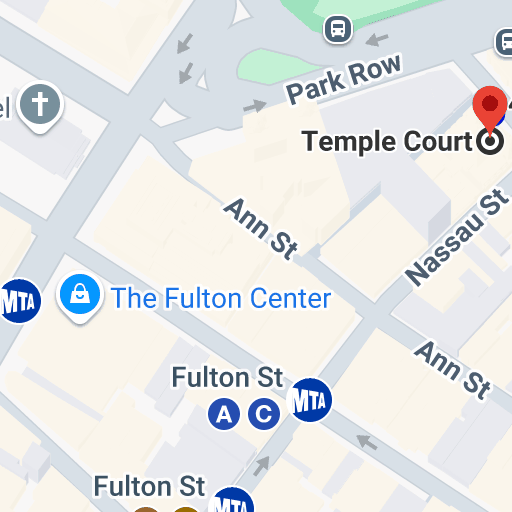 Park Row
el
Temple Court
Ann St
Nassau St
MTA
The Fulton Center
Ann St
Fulton St
A C
MTA
Fulton St
MTA